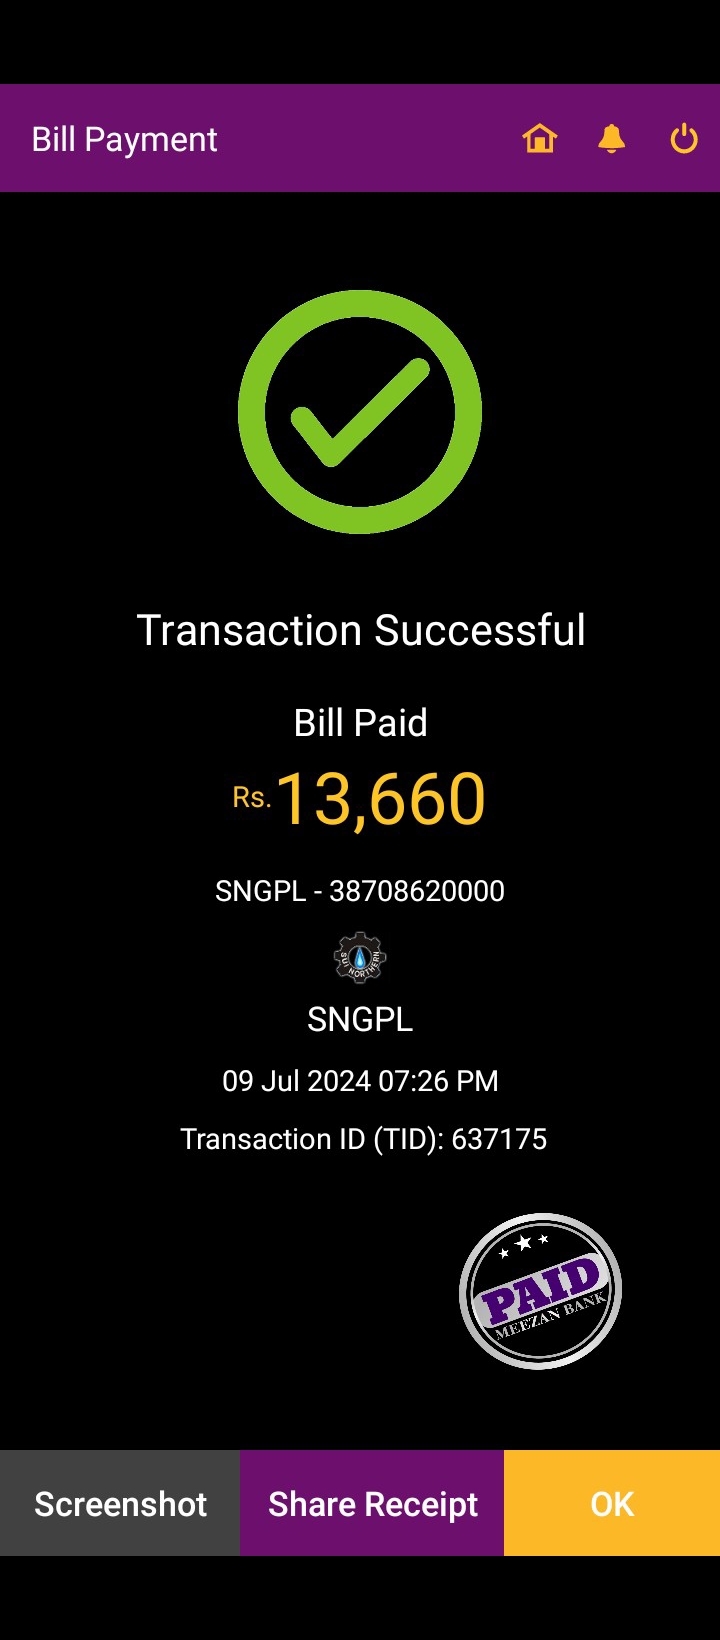 Bill Payment
Transaction Successful
Bill Paid
Rs.13,660
SNGPL - 38708620000
SUI NORTHERN
SNGPL
09 Jul 2024 07:26 PM
Transaction ID (TID): 637175
PAID
MEEZAN BANK
Screenshot
Share Receipt
OK